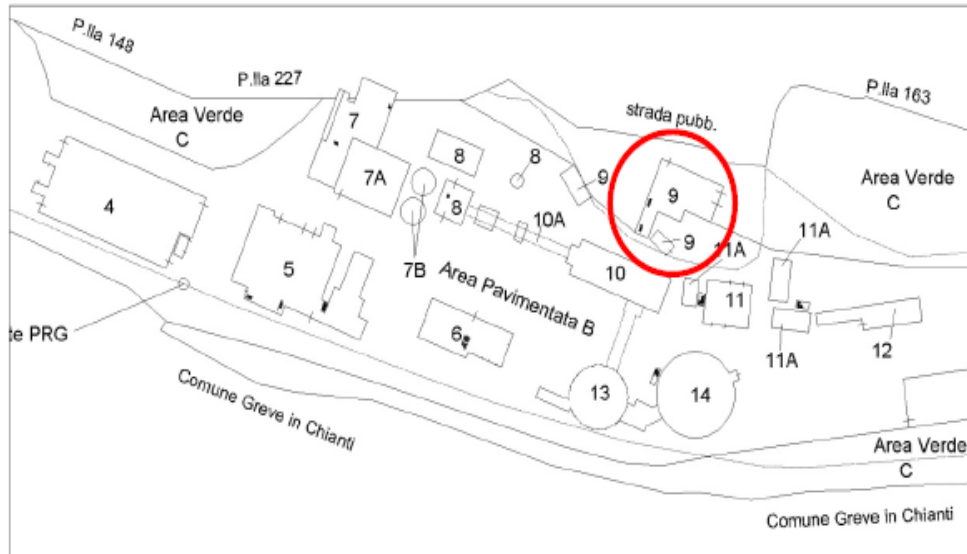 P.lla 148
P.lla 227
Area Verde
C
strada pubb.
P.lla 163
7
7A
8
8
9
9
9
Area Verde
C
4
8
10A
7B
5
Area Pavimentata B
10
11A
11A
11
11A
12
6
te PRG
13
14
Comune Greve in Chianti
Area Verde
C
Comune Greve in Chianti